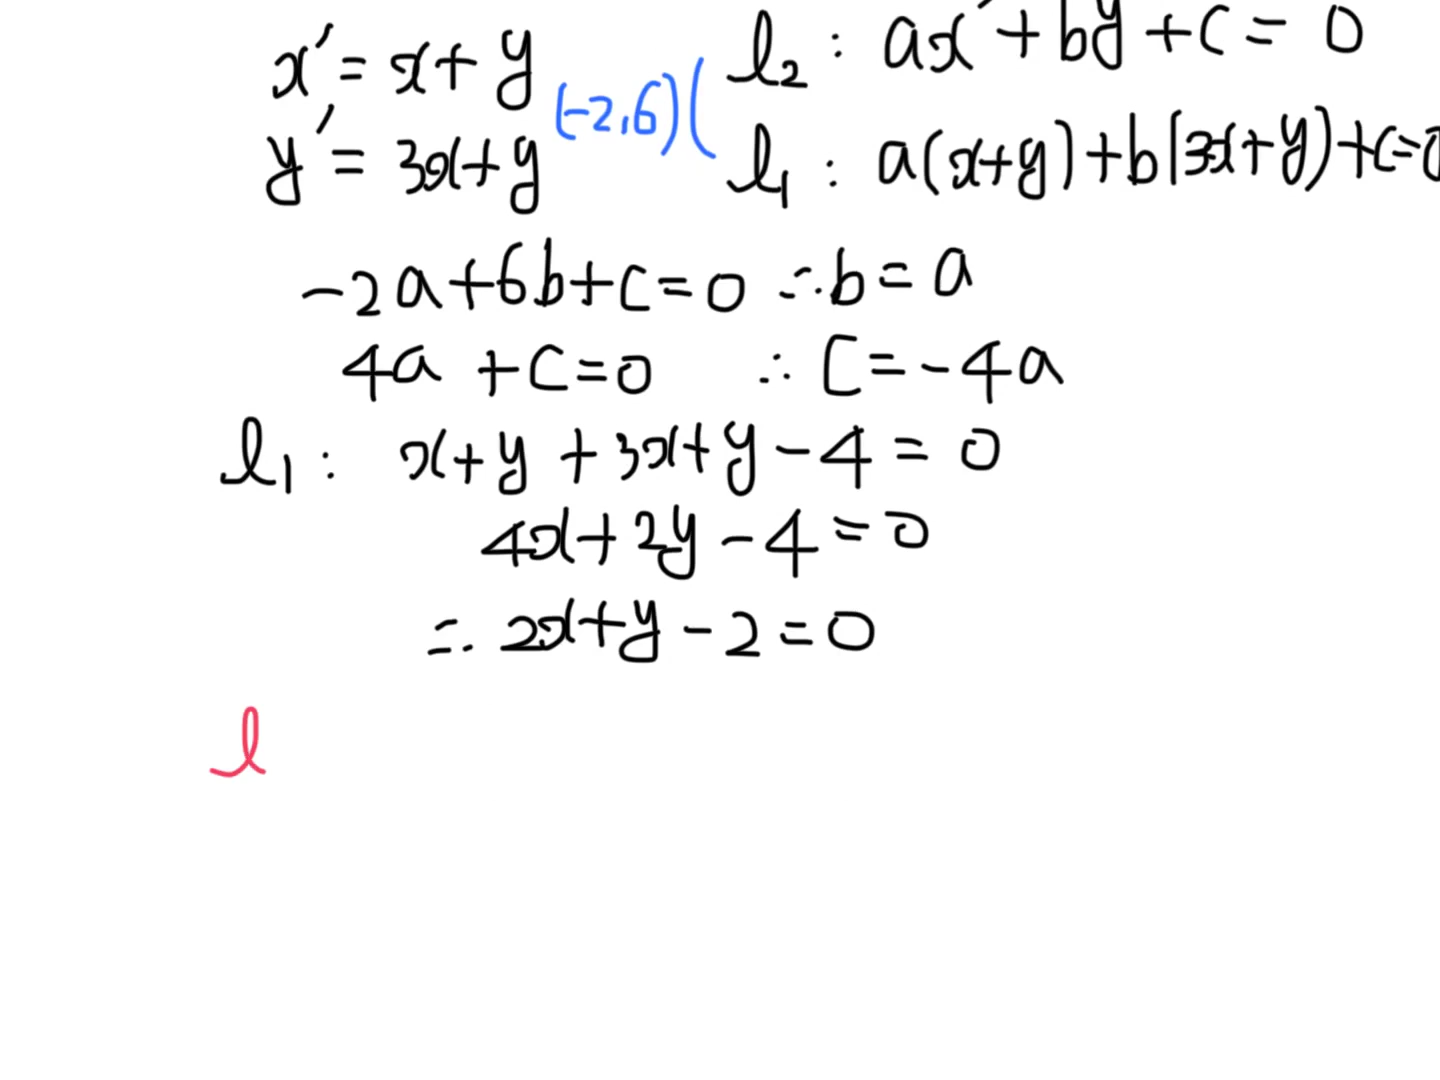 x' = x + y
(-2,6)(
l₂ : ax' + by + c = 0
y' = 3x + y
l₁ : a(x+y) + b(3x+y) + c = 0
-2a + 6b + c = 0 ∴ b = a
4a + c = 0 ∴ C = -4a
l₁ : x + y + 3x + y - 4 = 0
4x + 2y - 4 = 0
∴ 2x + y - 2 = 0
l